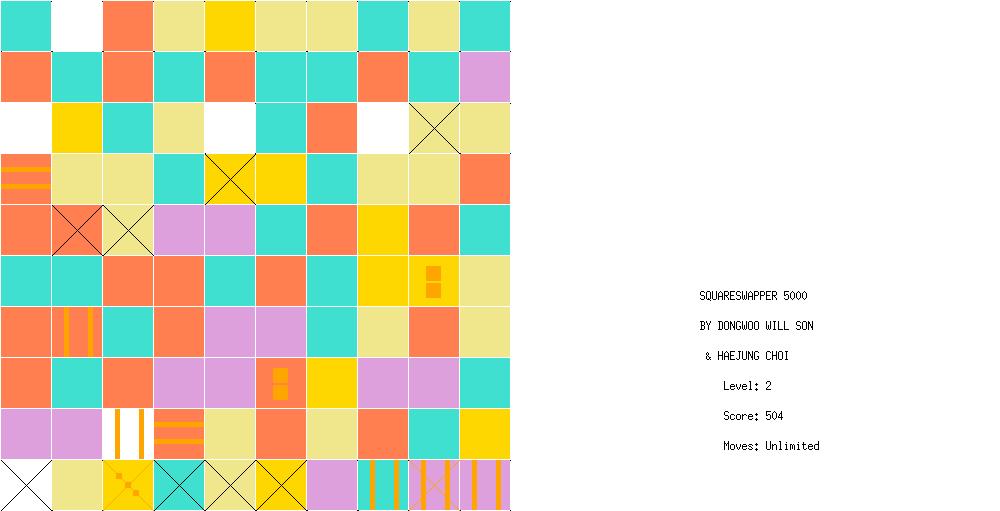 SQUARESWAPPER 5000
BY DONGWOO WILL SON
& HAEJUNG CHOI
Level: 2
Score: 504
Moves: Unlimited